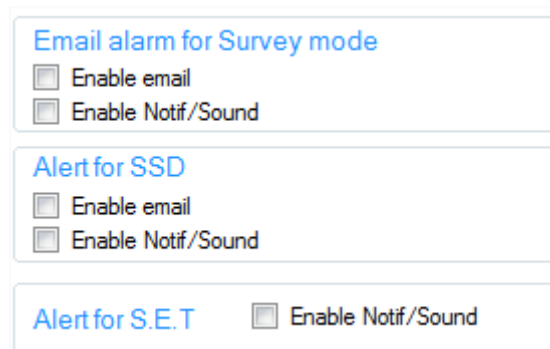 Email alarm for Survey mode
Enable email
Enable Notif/Sound
Alert for SSD
Enable email
Enable Notif/Sound
Alert for S.E.T Enable Notif/Sound